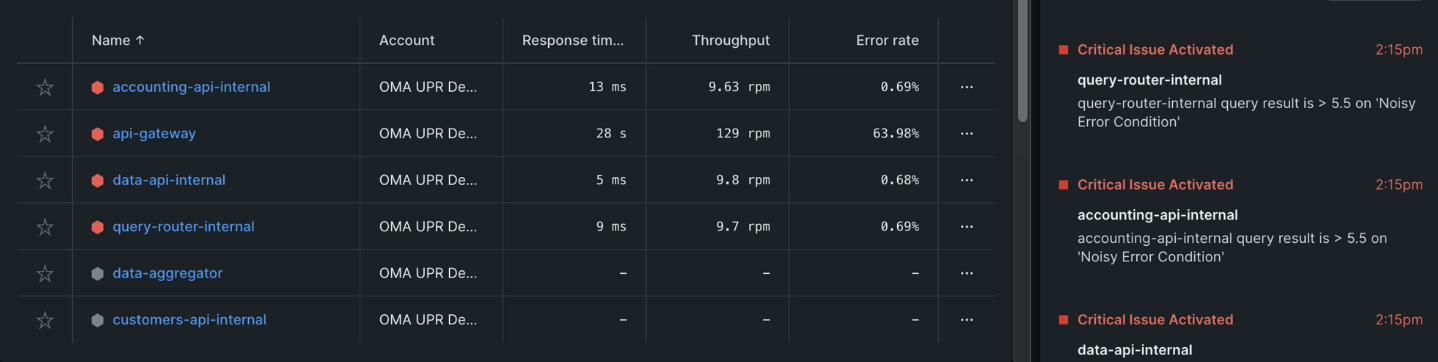 Name ↑ Account Response tim... Throughput Error rate
accounting-api-internal OMA UPR De... 13 ms 9.63 rpm 0.69% ...
api-gateway OMA UPR De... 28 s 129 rpm 63.98% ...
data-api-internal OMA UPR De... 5 ms 9.8 rpm 0.68% ...
query-router-internal OMA UPR De... 9 ms 9.7 rpm 0.69% ...
data-aggregator OMA UPR De... – – – ...
customers-api-internal OMA UPR De... – – – ...
Critical Issue Activated 2:15pm
query-router-internal
query-router-internal query result is > 5.5 on 'Noisy
Error Condition'
Critical Issue Activated 2:15pm
accounting-api-internal
accounting-api-internal query result is > 5.5 on
'Noisy Error Condition'
Critical Issue Activated 2:15pm
data-api-internal